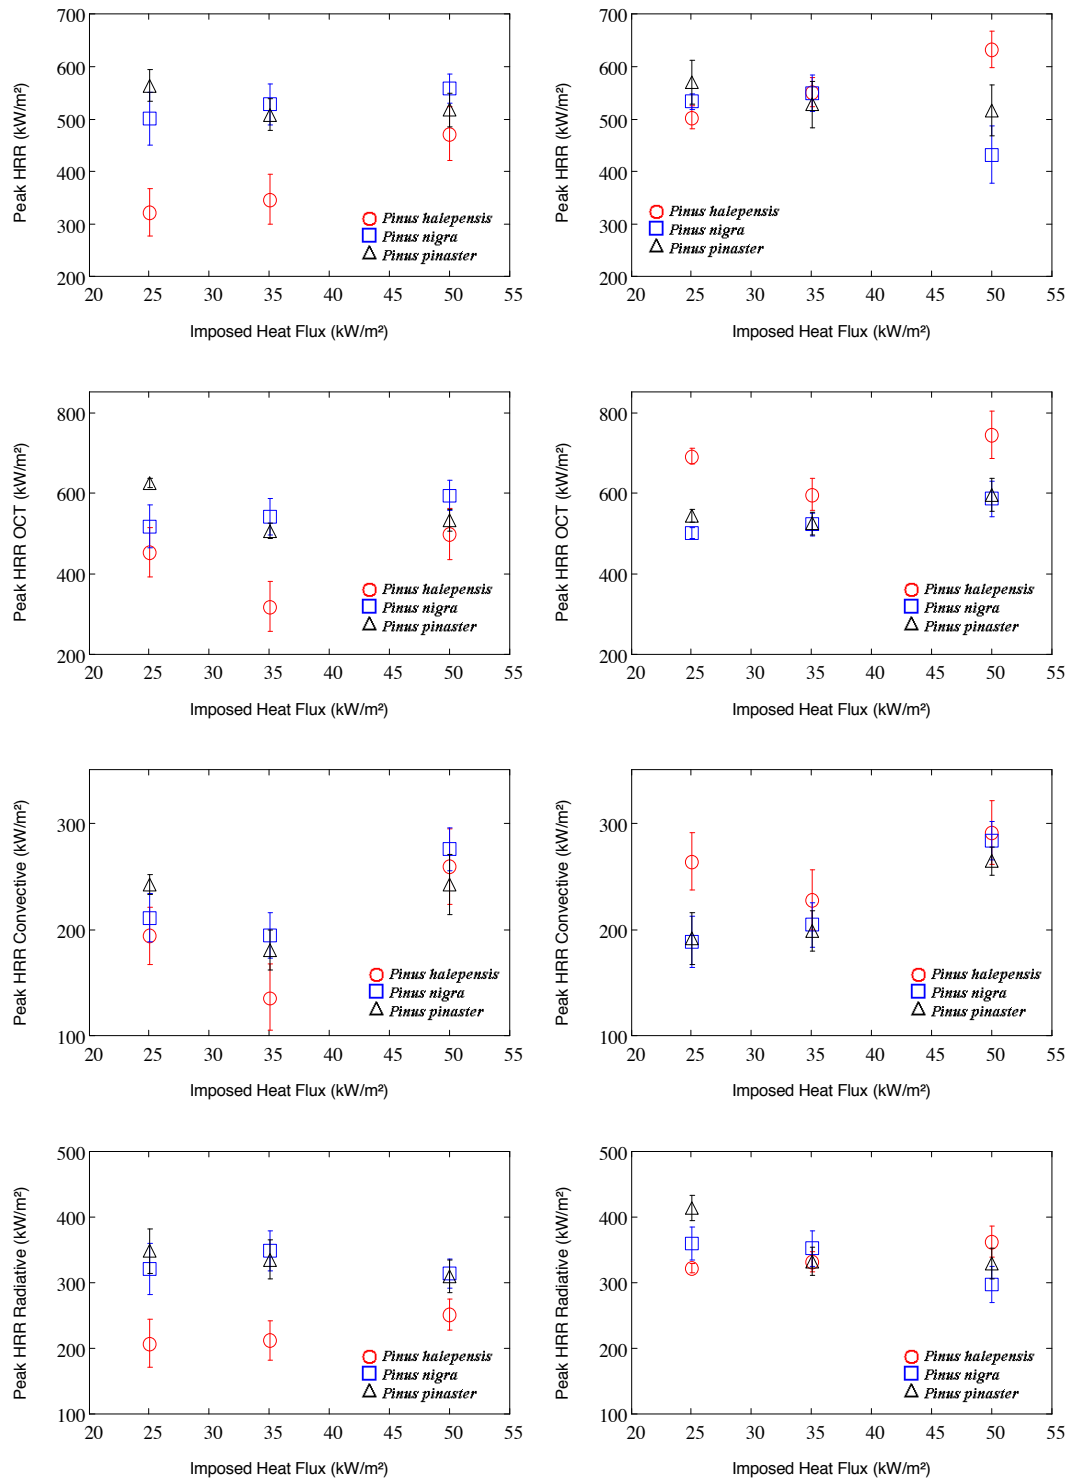 Peak HRR (kW/m²)
700
600
500
400
300
200
Pinus halepensis
Pinus nigra
Pinus pinaster
20 25 30 35 40 45 50 55
Imposed Heat Flux (kW/m²)
Peak HRR (kW/m²)
700
600
500
400
300
200
Pinus halepensis
Pinus nigra
Pinus pinaster
20 25 30 35 40 45 50 55
Imposed Heat Flux (kW/m²)
Peak HRR OCT (kW/m²)
800
600
400
200
Pinus halepensis
Pinus nigra
Pinus pinaster
20 25 30 35 40 45 50 55
Imposed Heat Flux (kW/m²)
Peak HRR OCT (kW/m²)
800
600
400
200
Pinus halepensis
Pinus nigra
Pinus pinaster
20 25 30 35 40 45 50 55
Imposed Heat Flux (kW/m²)
Peak HRR Convective (kW/m²)
300
200
100
Pinus halepensis
Pinus nigra
Pinus pinaster
20 25 30 35 40 45 50 55
Imposed Heat Flux (kW/m²)
Peak HRR Convective (kW/m²)
300
200
100
Pinus halepensis
Pinus nigra
Pinus pinaster
20 25 30 35 40 45 50 55
Imposed Heat Flux (kW/m²)
Peak HRR Radiative (kW/m²)
500
400
300
200
100
Pinus halepensis
Pinus nigra
Pinus pinaster
20 25 30 35 40 45 50 55
Imposed Heat Flux (kW/m²)
Peak HRR Radiative (kW/m²)
500
400
300
200
100
Pinus halepensis
Pinus nigra
Pinus pinaster
20 25 30 35 40 45 50 55
Imposed Heat Flux (kW/m²)